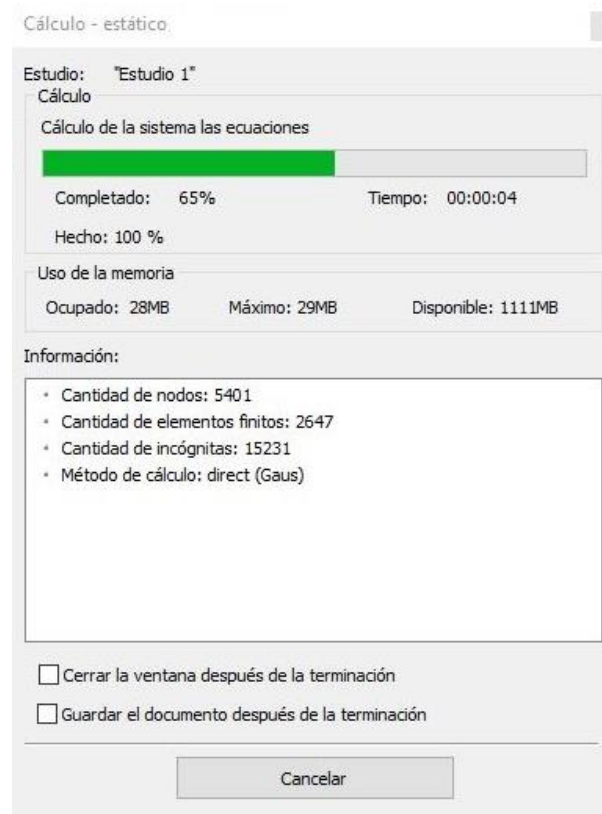 Cálculo - estático
Estudio: "Estudio 1"
Cálculo
Cálculo de la sistema las ecuaciones
Completado: 65% Tiempo: 00:00:04
Hecho: 100 %
Uso de la memoria
Ocupado: 28MB Máximo: 29MB Disponible: 1111MB
Información:
Cantidad de nodos: 5401
Cantidad de elementos finitos: 2647
Cantidad de incógnitas: 15231
Método de cálculo: direct (Gaus)
Cerrar la ventana después de la terminación
Guardar el documento después de la terminación
Cancelar